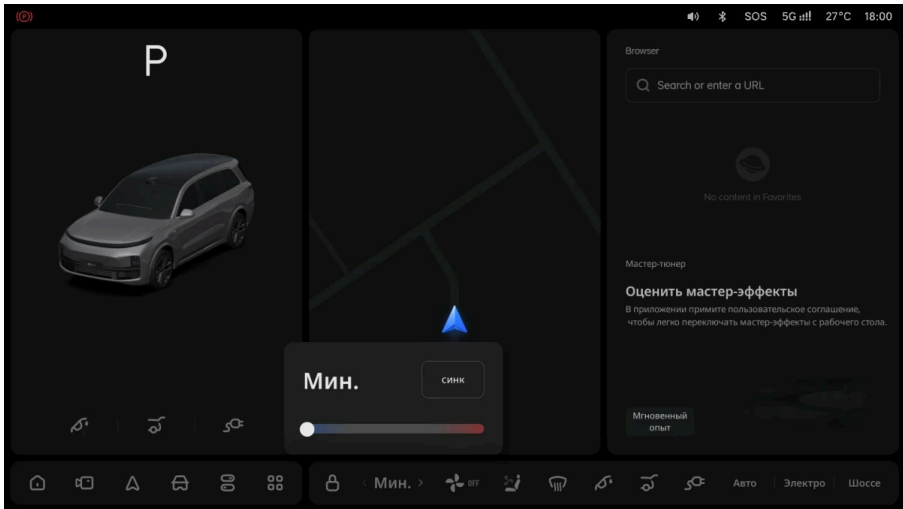 (P)
SOS 5G 27°C 18:00
P
Browser
Search or enter a URL
No content in Favorites
Мастер-тюнер
Оценить мастер-эффекты
В приложении примите пользовательское соглашение,
чтобы легко переключать мастер-эффекты с рабочего стола.
Мгновенный
опыт
Мин.
синк
Мин.
OFF
Авто
Электро
Шоссе